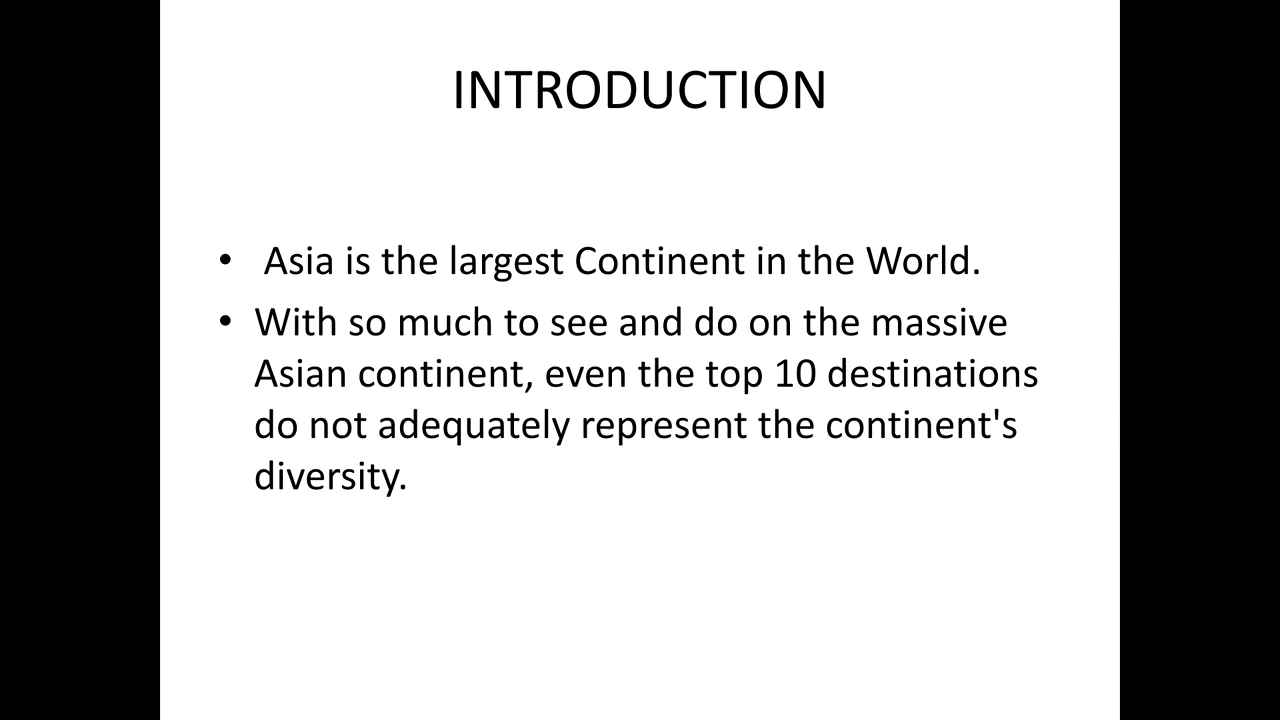 INTRODUCTION
• Asia is the largest Continent in the World.
• With so much to see and do on the massive
Asian continent, even the top 10 destinations
do not adequately represent the continent's
diversity.